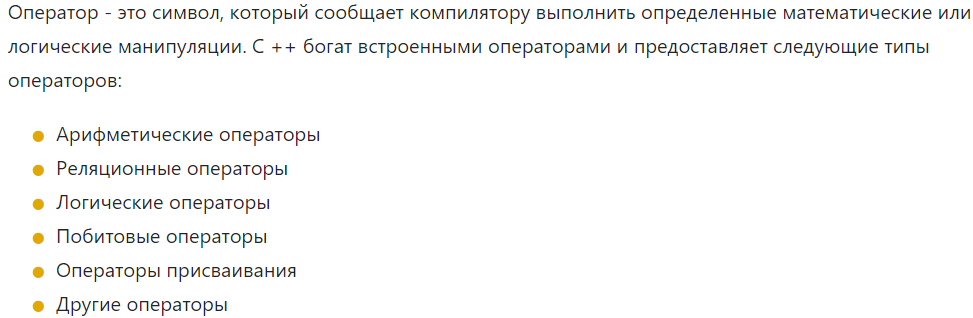 Оператор - это символ, который сообщает компилятору выполнить определенные математические или
логические манипуляции. C ++ богат встроенными операторами и предоставляет следующие типы
операторов:
Арифметические операторы
Реляционные операторы
Логические операторы
Побитовые операторы
Операторы присваивания
Другие операторы